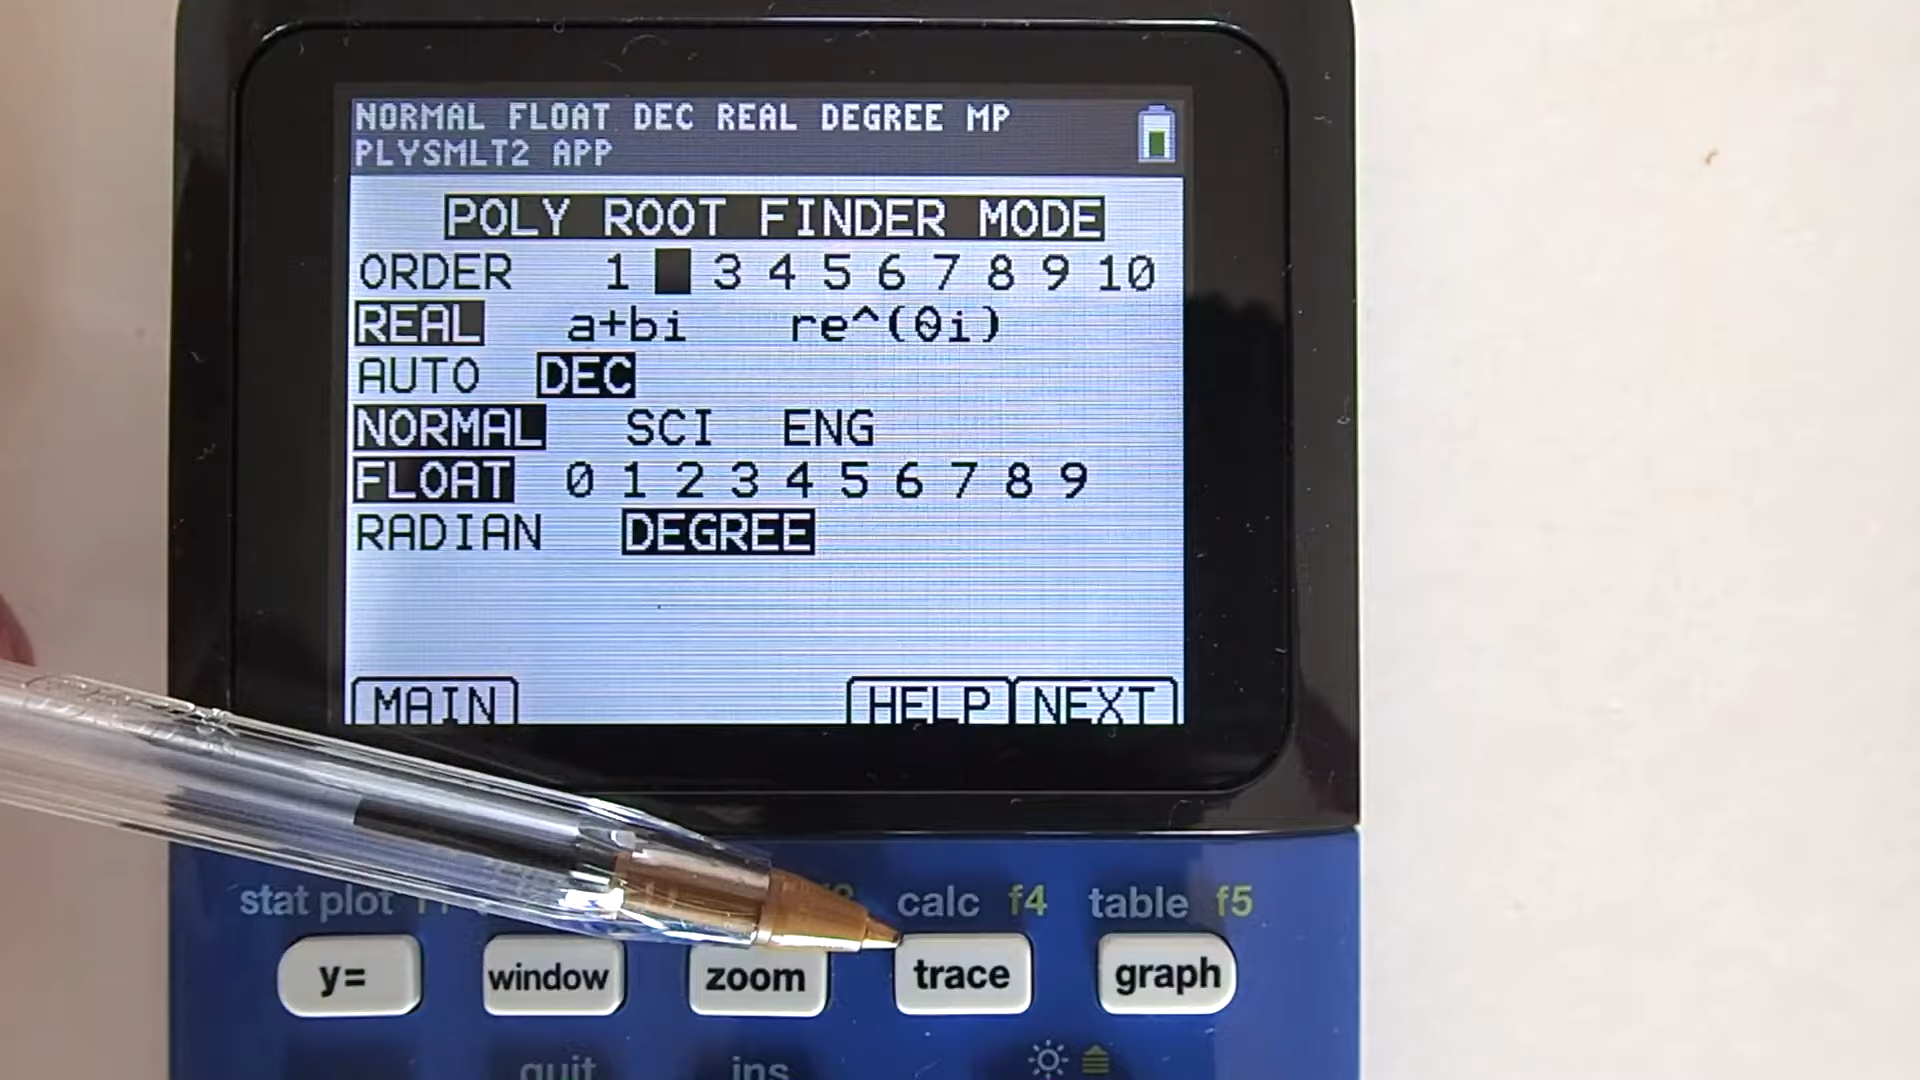 NORMAL FLOAT DEC REAL DEGREE MP
PLYSMLT2 APP
POLY ROOT FINDER MODE
ORDER 1 3 4 5 6 7 8 9 10
REAL a+bi re^(θi)
AUTO DEC
NORMAL SCI ENG
FLOAT 0 1 2 3 4 5 6 7 8 9
RADIAN DEGREE
MAIN HELP NEXT
stat plot calc f4 table f5
y= window zoom trace graph
quit ins